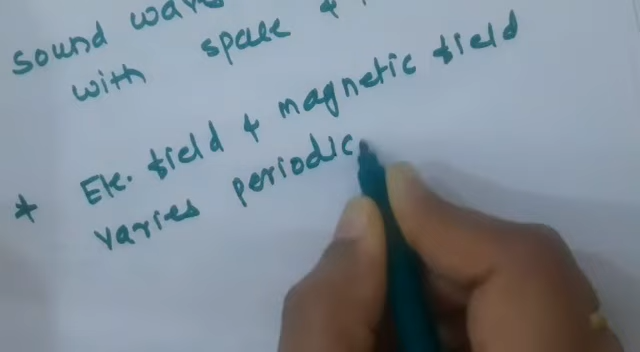 sound
with space &
* Ele. field & magnetic field
varies periodic